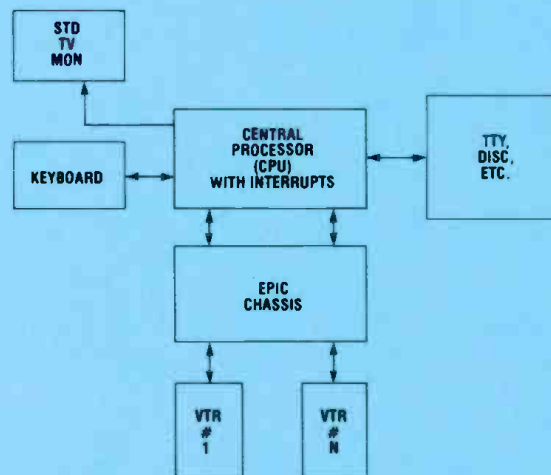 STD
TV
MON
CENTRAL
PROCESSOR
(CPU)
WITH INTERRUPTS
KEYBOARD
TTY,
DISC,
ETC.
EPIC
CHASSIS
VTR
#
1
VTR
#
N